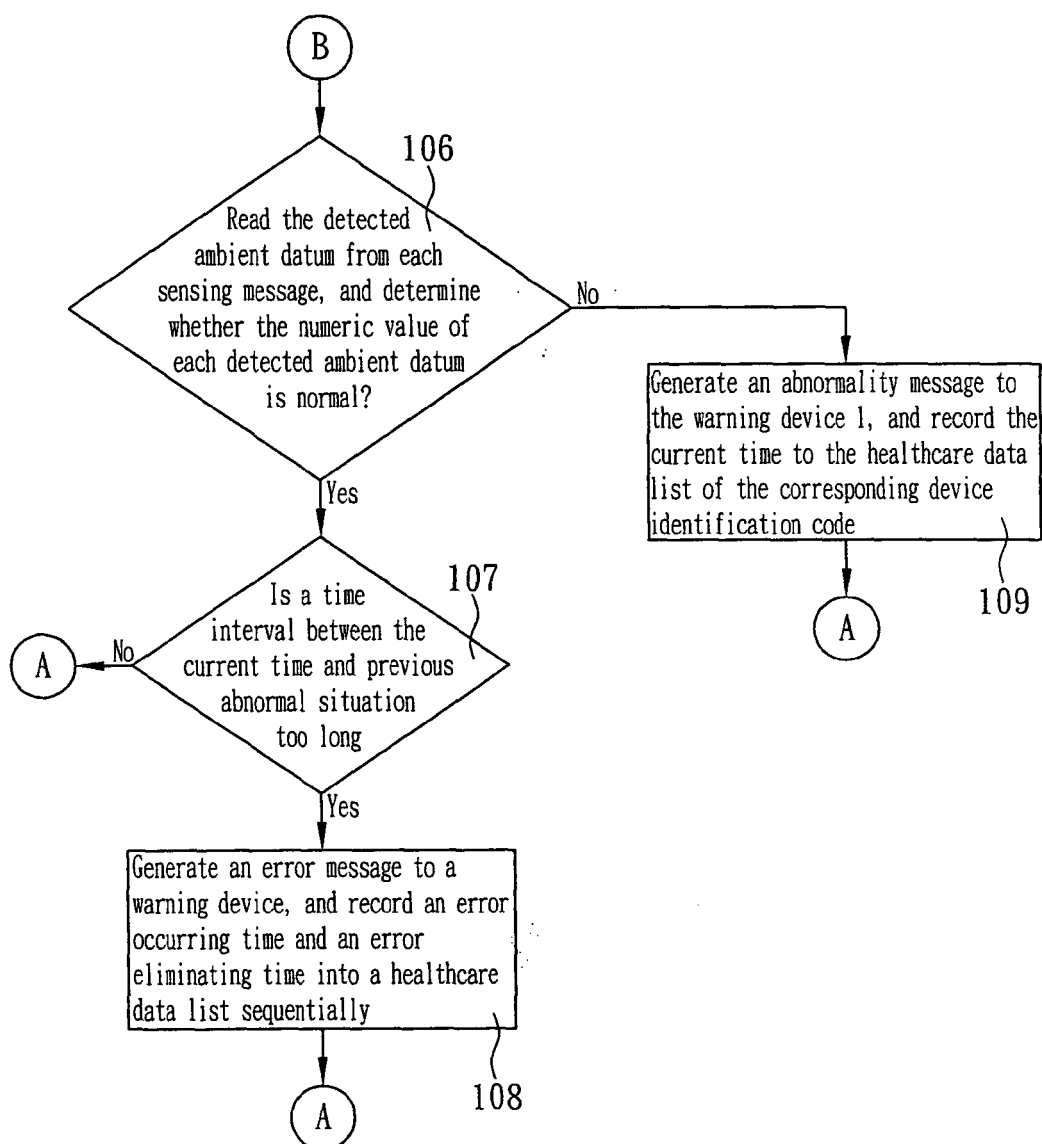 B
106
Read the detected
ambient datum from each
sensing message, and determine
whether the numeric value of
each detected ambient datum
is normal?
No
Generate an abnormality message to
the warning device 1, and record the
current time to the healthcare data
list of the corresponding device
identification code
109
A
Yes
107
Is a time
interval between the
current time and previous
abnormal situation
too long
No
A
Yes
Generate an error message to a
warning device, and record an error
occurring time and an error
eliminating time into a healthcare
data list sequentially
108
A